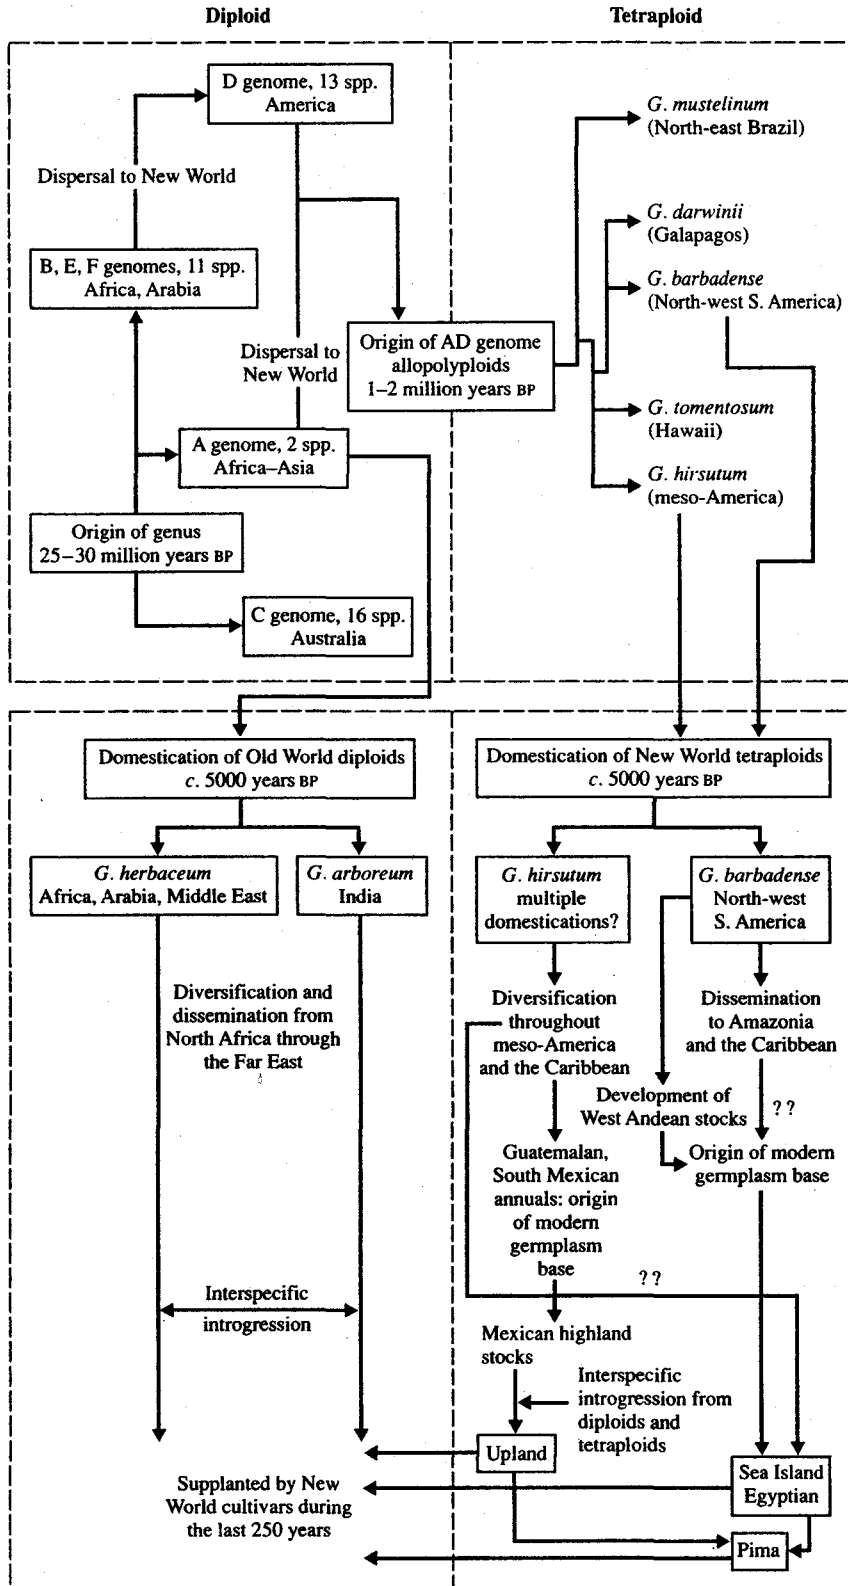 Diploid
Tetraploid
D genome, 13 spp.
America
Dispersal to New World
B, E, F genomes, 11 spp.
Africa, Arabia
Dispersal to
New World
A genome, 2 spp.
Africa–Asia
Origin of genus
25–30 million years BP
C genome, 16 spp.
Australia
Origin of AD genome
allopolyploids
1–2 million years BP
G. mustelinum
(North-east Brazil)
G. darwinii
(Galapagos)
G. barbadense
(North-west S. America)
G. tomentosum
(Hawaii)
G. hirsutum
(meso-America)
Domestication of Old World diploids
c. 5000 years BP
G. herbaceum
Africa, Arabia, Middle East
G. arboreum
India
Diversification and
dissemination from
North Africa through
the Far East
Interspecific
introgression
Supplanted by New
World cultivars during
the last 250 years
Domestication of New World tetraploids
c. 5000 years BP
G. hirsutum
multiple
domestications?
G. barbadense
North-west
S. America
Diversification
throughout
meso-America
and the Caribbean
Dissemination
to Amazonia
and the Caribbean
Development of
West Andean stocks
? ?
Guatemalan,
South Mexican
annuals: origin
of modern
germplasm
base
Origin of modern
germplasm base
? ?
Mexican highland
stocks
Interspecific
introgression from
diploids and
tetraploids
Upland
Sea Island
Egyptian
Pima